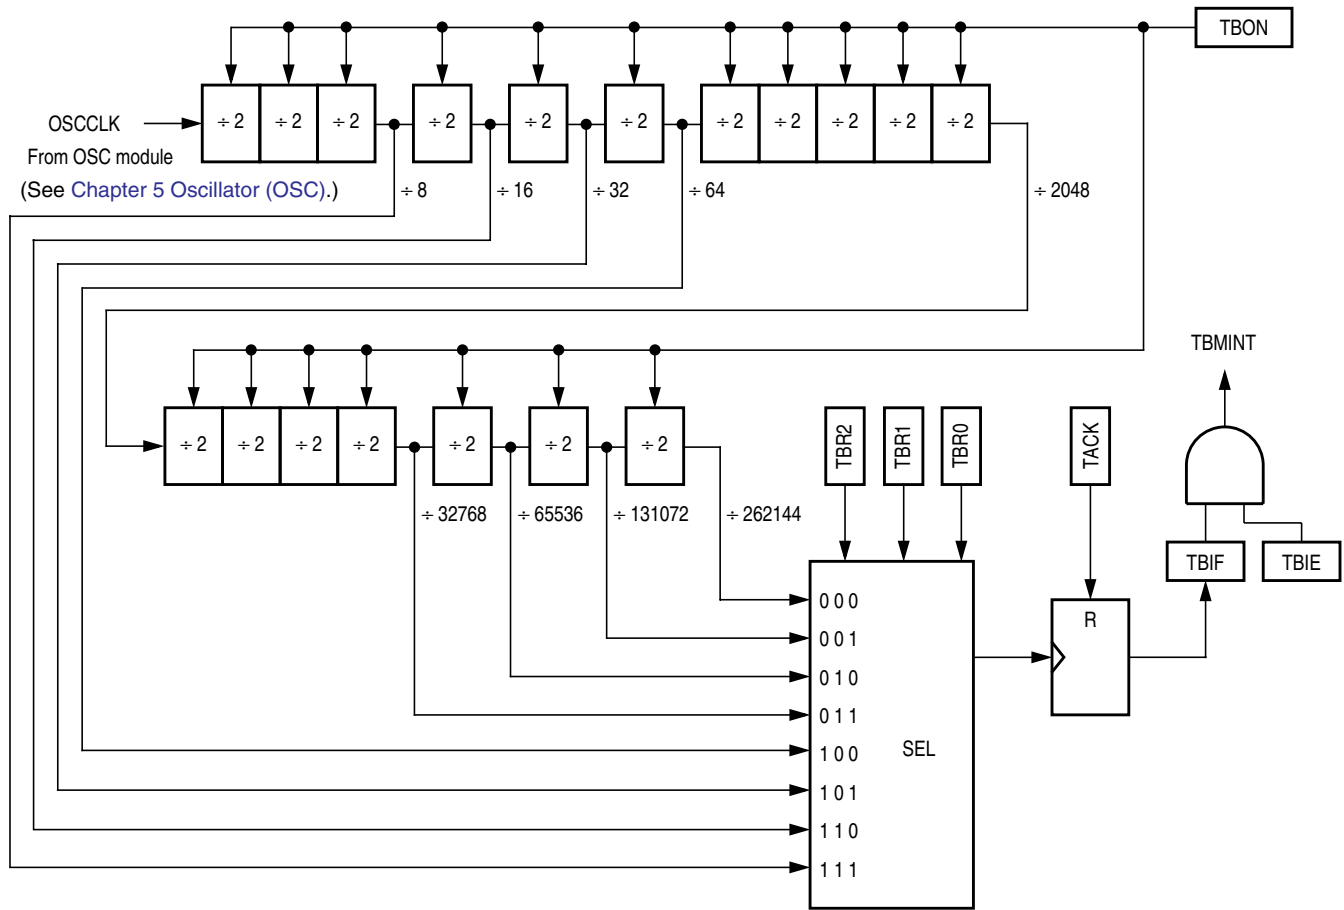 TBON
OSCCLK
÷ 2 ÷ 2 ÷ 2 ÷ 2 ÷ 2 ÷ 2 ÷ 2 ÷ 2 ÷ 2 ÷ 2 ÷ 2
From OSC module
(See Chapter 5 Oscillator (OSC).)
÷ 8 ÷ 16 ÷ 32 ÷ 64 ÷ 2048
TBMINT
÷ 2 ÷ 2 ÷ 2 ÷ 2 ÷ 2 ÷ 2 ÷ 2
TBR2 TBR1 TBR0 TACK
÷ 32768 ÷ 65536 ÷ 131072 ÷ 262144
TBIF TBIE
0 0 0
R
0 0 1
0 1 0
0 1 1
1 0 0
SEL
1 0 1
1 1 0
1 1 1